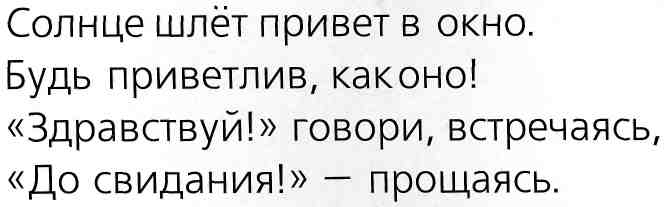 Солнце шлёт привет в окно.
Будь приветлив, как оно!
«Здравствуй!» говори, встречаясь,
«До свидания!» — прощаясь.